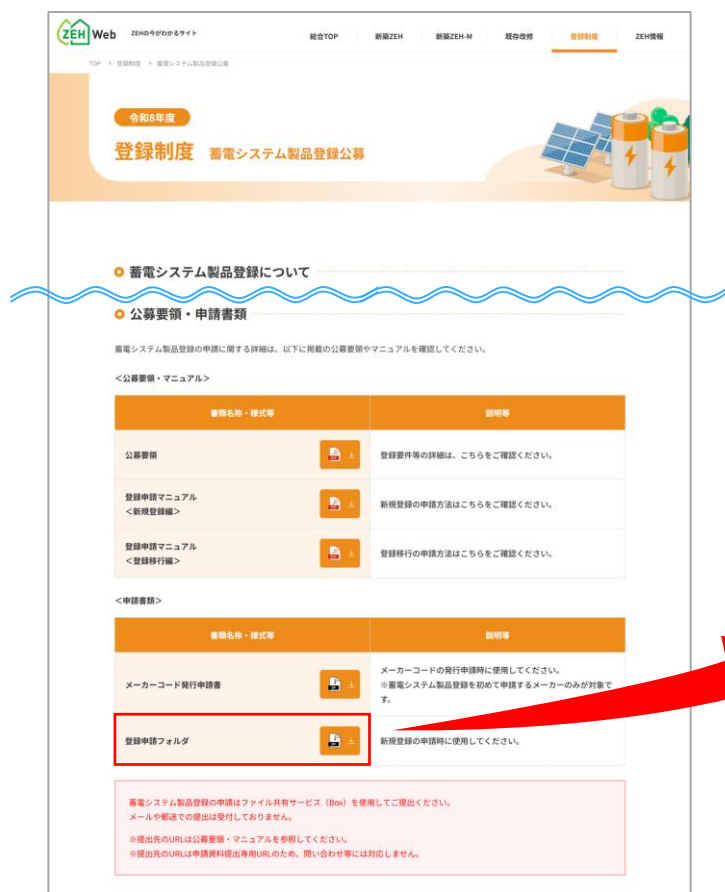 ZEH Web ZEHの今がわかるサイト 総合TOP 新築ZEH 新築ZEH-M 既存改修 登録制度 ZEH情報
TOP > 登録制度 > 蓄電システム製品登録公募
令和8年度
登録制度 蓄電システム製品登録公募
蓄電システム製品登録について
公募要領・申請書類
蓄電システム製品登録の申請に関する詳細は、以下に掲載の公募要領やマニュアルを確認してください。
<公募要領・マニュアル>
書類名称・様式等 説明等
公募要領 登録要件等の詳細は、こちらをご確認ください。
登録申請マニュアル
<新規登録編> 新規登録の申請方法はこちらをご確認ください。
登録申請マニュアル
<登録移行編> 登録移行の申請方法はこちらをご確認ください。
<申請書類>
書類名称・様式等 説明等
メーカーコード発行申請書 メーカーコードの発行申請時に使用してください。
※蓄電システム製品登録を初めて申請するメーカーのみが対象で
す。
登録申請フォルダ 新規登録の申請時に使用してください。
蓄電システム製品登録の申請はファイル共有サービス(Box)を使用してご提出ください。
メールや郵送での提出は受付しておりません。
※提出先のURLは公募要領・マニュアルを参照してください。
※提出先のURLは申請資料提出専用URLのため、問い合わせ等には対応しません。